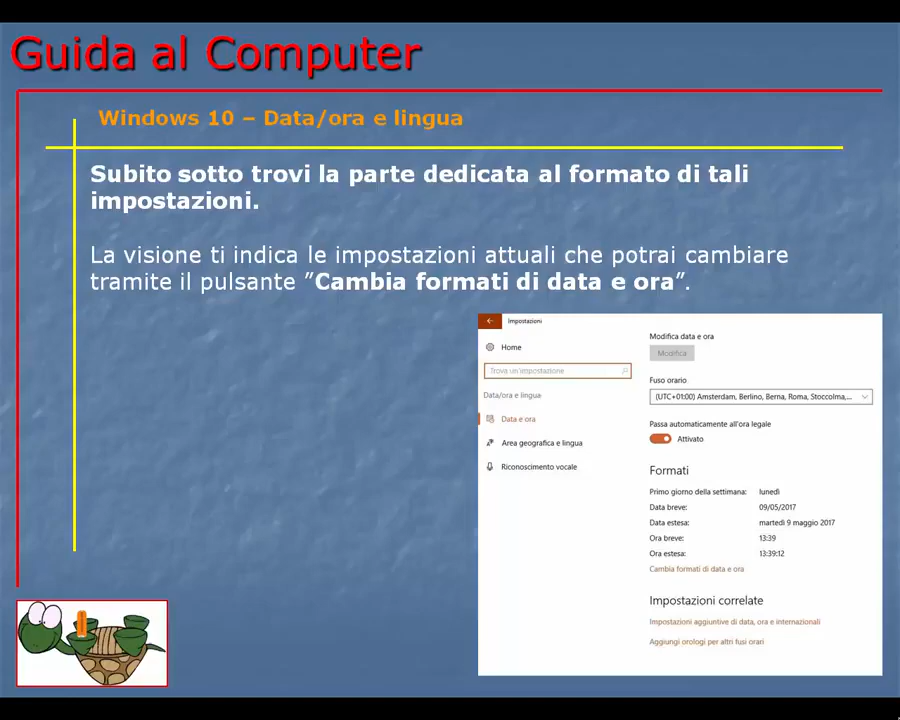 Guida al Computer
Windows 10 – Data/ora e lingua
Subito sotto trovi la parte dedicata al formato di tali
impostazioni.
La visione ti indica le impostazioni attuali che potrai cambiare
tramite il pulsante ”Cambia formati di data e ora”.
Impostazioni
Home
Trova un'impostazione
Data/ora e lingua
Data e ora
Area geografica e lingua
Riconoscimento vocale
Modifica data e ora
Modifica
Fuso orario
(UTC+01:00) Amsterdam, Berlino, Berna, Roma, Stoccolma,...
Passa automaticamente all'ora legale
Attivato
Formati
Primo giorno della settimana: lunedì
Data breve: 09/05/2017
Data estesa: martedì 9 maggio 2017
Ora breve: 13:39
Ora estesa: 13:39:12
Cambia formati di data e ora
Impostazioni correlate
Impostazioni aggiuntive di data, ora e internazionali
Aggiungi orologi per altri fusi orari